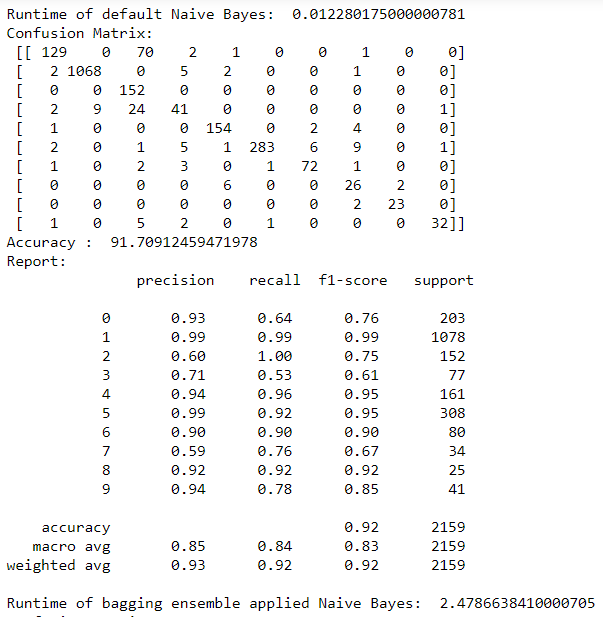 Runtime of default Naive Bayes:  0.012280175000000781
Confusion Matrix:
 [[ 129    0   70    2    1    0    0    1    0    0]
 [   2 1068    0    5    2    0    0    1    0    0]
 [   0    0  152    0    0    0    0    0    0    0]
 [   2    9   24   41    0    0    0    0    0    1]
 [   1    0    0    0  154    0    2    4    0    0]
 [   2    0    1    5    1  283    6    9    0    1]
 [   1    0    2    3    0    1   72    1    0    0]
 [   0    0    0    0    6    0    0   26    2    0]
 [   0    0    0    0    0    0    0    2   23    0]
 [   1    0    5    2    0    1    0    0    0   32]]
Accuracy :  91.70912459471978
Report:
              precision    recall  f1-score   support
           0       0.93      0.64      0.76       203
           1       0.99      0.99      0.99      1078
           2       0.60      1.00      0.75       152
           3       0.71      0.53      0.61        77
           4       0.94      0.96      0.95       161
           5       0.99      0.92      0.95       308
           6       0.90      0.90      0.90        80
           7       0.59      0.76      0.67        34
           8       0.92      0.92      0.92        25
           9       0.94      0.78      0.85        41
    accuracy                           0.92      2159
   macro avg       0.85      0.84      0.83      2159
weighted avg       0.93      0.92      0.92      2159
Runtime of bagging ensemble applied Naive Bayes:  2.4786638410000705